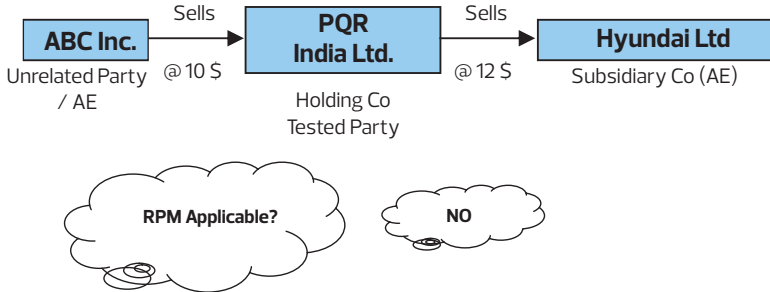 Sells
Sells
ABC Inc.
PQR
India Ltd.
Hyundai Ltd
Unrelated Party
/ AE
@ 10 $
@ 12 $
Subsidiary Co (AE)
Holding Co
Tested Party
RPM Applicable?
NO